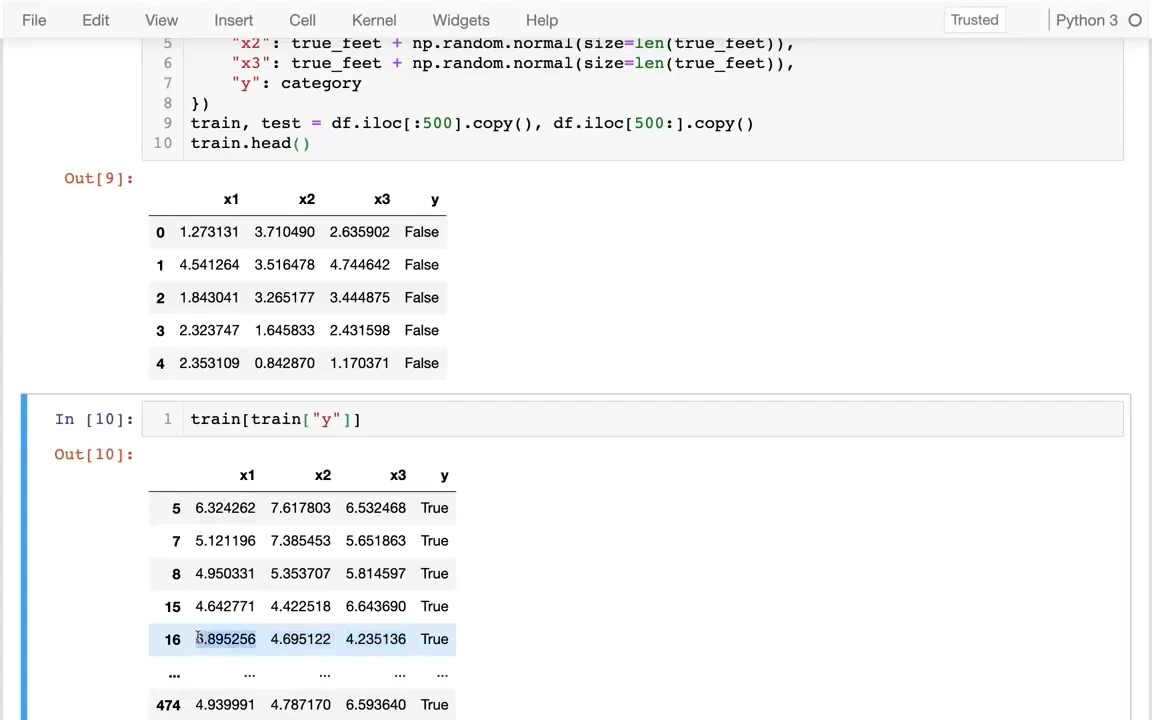 File Edit View Insert Cell Kernel Widgets Help Trusted Python 3
5 "x2": true_feet + np.random.normal(size=len(true_feet)),
6 "x3": true_feet + np.random.normal(size=len(true_feet)),
7 "y": category
8 })
9 train, test = df.iloc[:500].copy(), df.iloc[500:].copy()
10 train.head()
Out[9]:
x1 x2 x3 y
0 1.273131 3.710490 2.635902 False
1 4.541264 3.516478 4.744642 False
2 1.843041 3.265177 3.444875 False
3 2.323747 1.645833 2.431598 False
4 2.353109 0.842870 1.170371 False
In [10]: 1 train[train["y"]]
Out[10]:
x1 x2 x3 y
5 6.324262 7.617803 6.532468 True
7 5.121196 7.385453 5.651863 True
8 4.950331 5.353707 5.814597 True
15 4.642771 4.422518 6.643690 True
16 4.695122 4.235136 True
... ... ... ... ...
474 4.939991 4.787170 6.593640 True